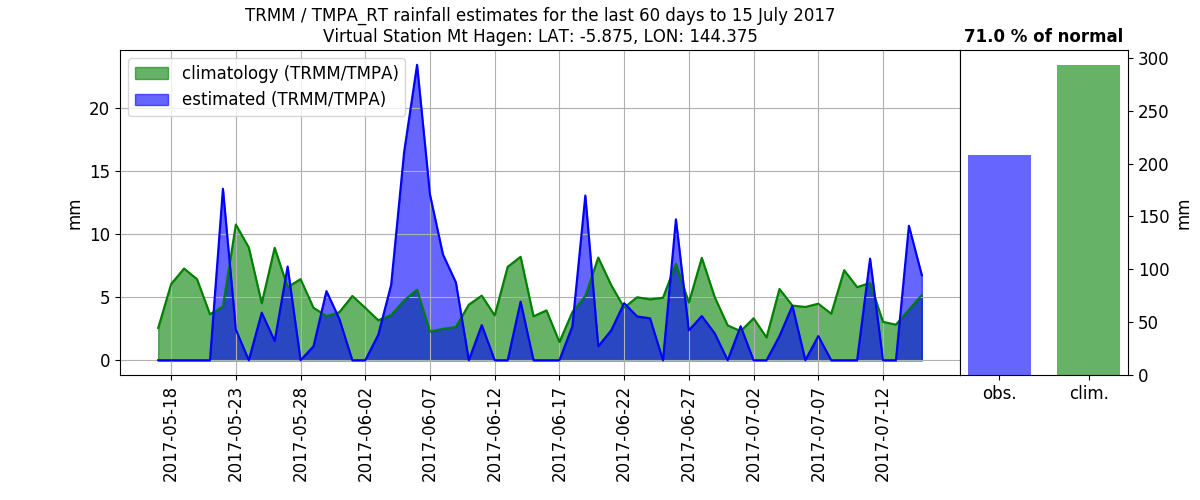 TRMM / TMPA_RT rainfall estimates for the last 60 days to 15 July 2017
Virtual Station Mt Hagen: LAT: -5.875, LON: 144.375
71.0 % of normal
climatology (TRMM/TMPA)
estimated (TRMM/TMPA)
mm
20
15
10
5
0
2017-05-18
2017-05-23
2017-05-28
2017-06-02
2017-06-07
2017-06-12
2017-06-17
2017-06-22
2017-06-27
2017-07-02
2017-07-07
2017-07-12
obs.
clim.
300
250
200
150
100
50
0
mm